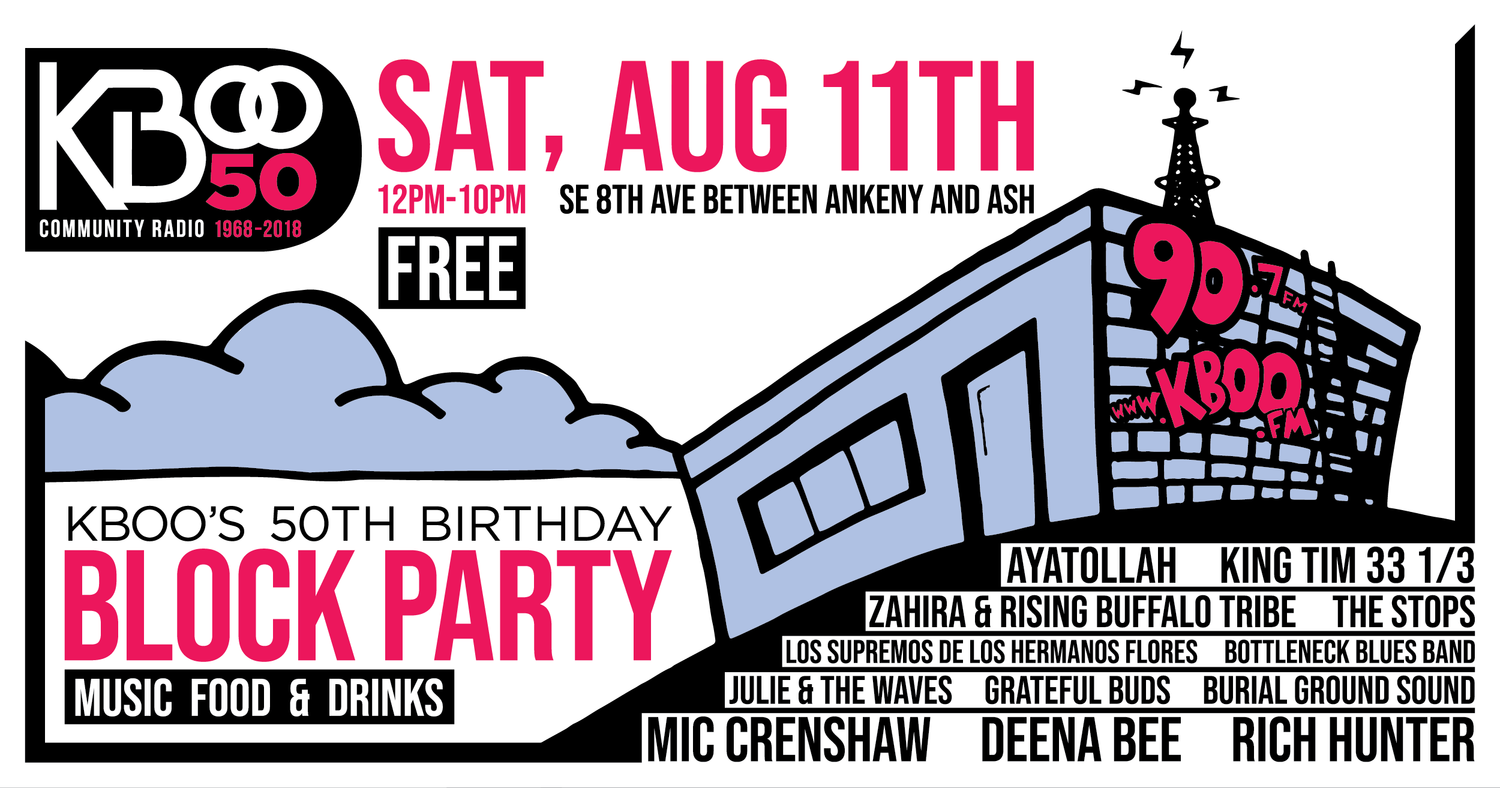 KBOO
50
COMMUNITY RADIO 1968-2018
SAT, AUG 11TH
12PM-10PM SE 8TH AVE BETWEEN ANKENY AND ASH
FREE
90.7 FM
WWW.KBOO.FM
KBOO'S 50TH BIRTHDAY
BLOCK PARTY
MUSIC FOOD & DRINKS
AYATOLLAH KING TIM 33 1/3
ZAHIRA & RISING BUFFALO TRIBE THE STOPS
LOS SUPREMOS DE LOS HERMANOS FLORES BOTTLENECK BLUES BAND
JULIE & THE WAVES GRATEFUL BUDS BURIAL GROUND SOUND
MIC CRENSHAW DEENA BEE RICH HUNTER